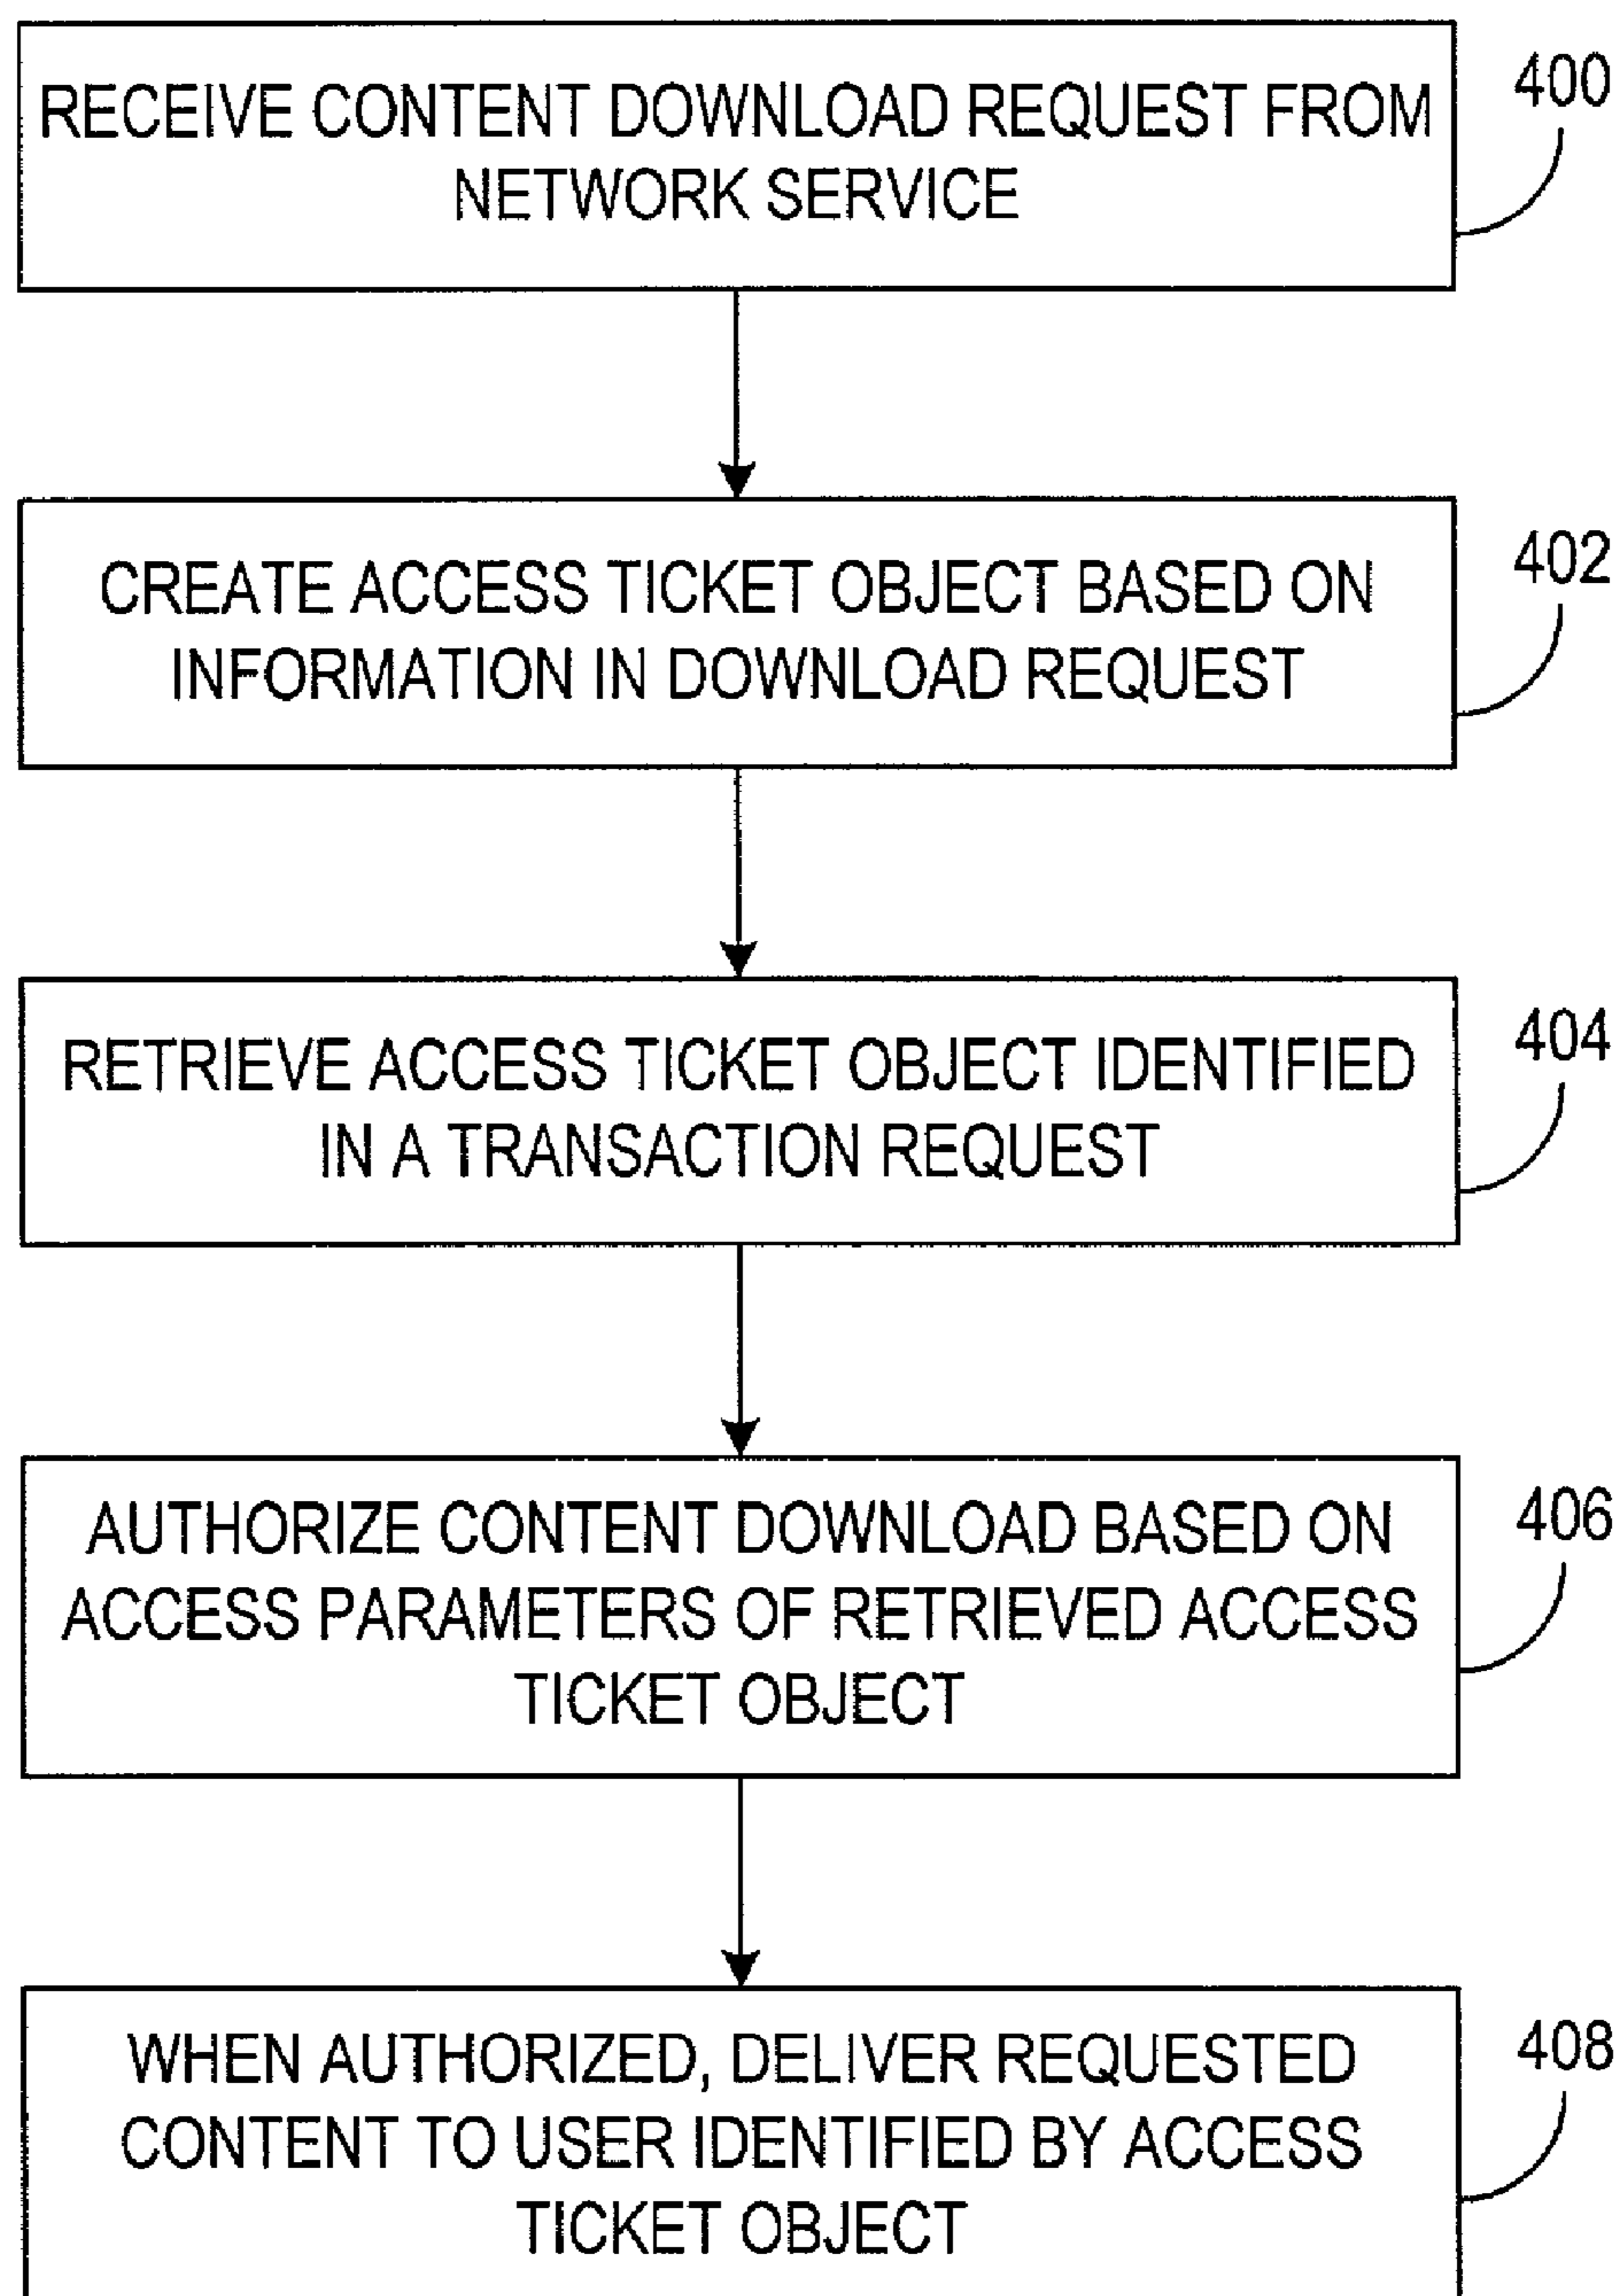 RECEIVE CONTENT DOWNLOAD REQUEST FROM
NETWORK SERVICE
400
CREATE ACCESS TICKET OBJECT BASED ON
INFORMATION IN DOWNLOAD REQUEST
402
RETRIEVE ACCESS TICKET OBJECT IDENTIFIED
IN A TRANSACTION REQUEST
404
AUTHORIZE CONTENT DOWNLOAD BASED ON
ACCESS PARAMETERS OF RETRIEVED ACCESS
TICKET OBJECT
406
WHEN AUTHORIZED, DELIVER REQUESTED
CONTENT TO USER IDENTIFIED BY ACCESS
TICKET OBJECT
408